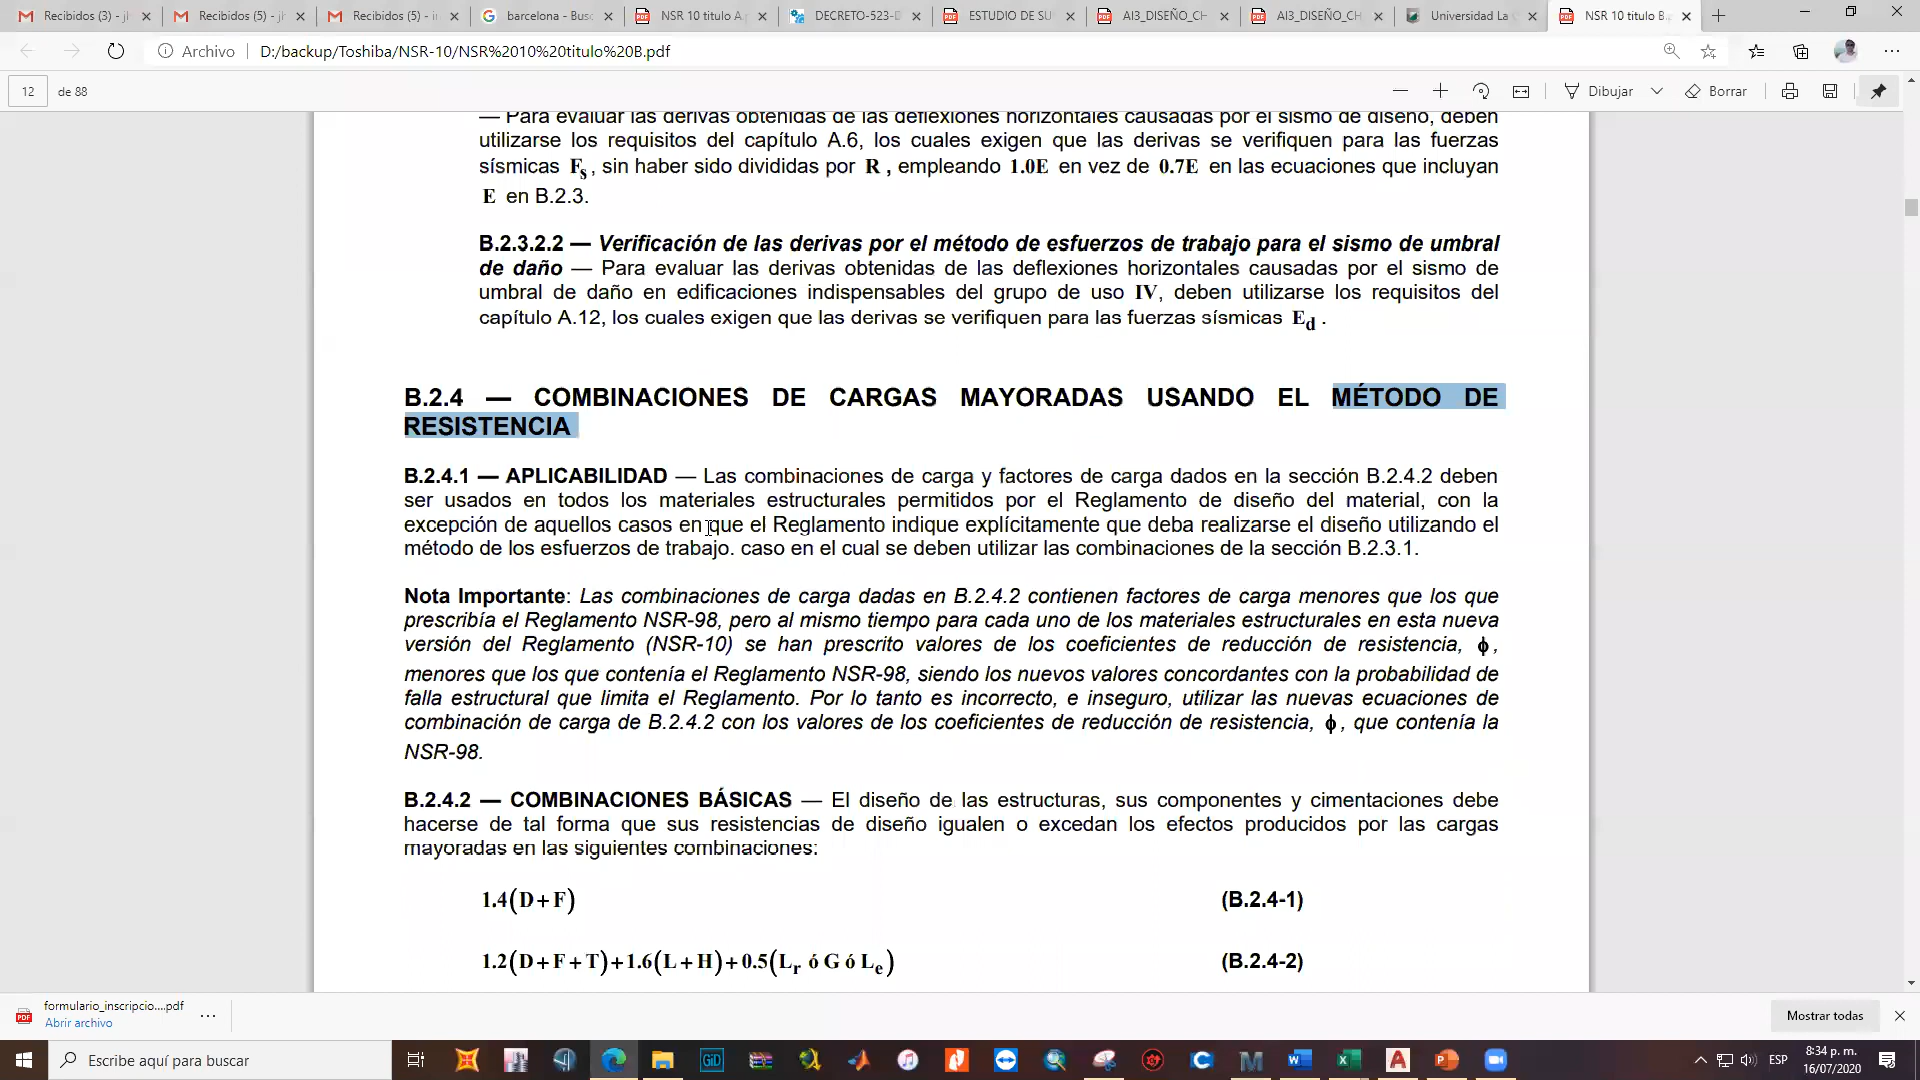 Recibidos (3) - jh
Recibidos (5) - jh
Recibidos (5) - in
barcelona - Busc
NSR 10 titulo A.p
DECRETO-523-D
ESTUDIO DE SU
AI3_DISEÑO_CH
AI3_DISEÑO_CH
Universidad La
NSR 10 titulo B.p
Archivo D:/backup/Toshiba/NSR-10/NSR%2010%20titulo%20B.pdf
12 de 88
Dibujar
Borrar
— Para evaluar las derivas obtenidas de las deflexiones horizontales causadas por el sismo de diseño, deben
utilizarse los requisitos del capítulo A.6, los cuales exigen que las derivas se verifiquen para las fuerzas
sísmicas Fs, sin haber sido divididas por R, empleando 1.0E en vez de 0.7E en las ecuaciones que incluyan
E en B.2.3.
B.2.3.2.2 — Verificación de las derivas por el método de esfuerzos de trabajo para el sismo de umbral
de daño — Para evaluar las derivas obtenidas de las deflexiones horizontales causadas por el sismo de
umbral de daño en edificaciones indispensables del grupo de uso IV, deben utilizarse los requisitos del
capítulo A.12, los cuales exigen que las derivas se verifiquen para las fuerzas sísmicas Ed.
B.2.4 — COMBINACIONES DE CARGAS MAYORADAS USANDO EL MÉTODO DE
RESISTENCIA
B.2.4.1 — APLICABILIDAD — Las combinaciones de carga y factores de carga dados en la sección B.2.4.2 deben
ser usados en todos los materiales estructurales permitidos por el Reglamento de diseño del material, con la
excepción de aquellos casos en que el Reglamento indique explícitamente que deba realizarse el diseño utilizando el
método de los esfuerzos de trabajo. caso en el cual se deben utilizar las combinaciones de la sección B.2.3.1.
Nota Importante: Las combinaciones de carga dadas en B.2.4.2 contienen factores de carga menores que los que
prescribía el Reglamento NSR-98, pero al mismo tiempo para cada uno de los materiales estructurales en esta nueva
versión del Reglamento (NSR-10) se han prescrito valores de los coeficientes de reducción de resistencia, ϕ,
menores que los que contenía el Reglamento NSR-98, siendo los nuevos valores concordantes con la probabilidad de
falla estructural que limita el Reglamento. Por lo tanto es incorrecto, e inseguro, utilizar las nuevas ecuaciones de
combinación de carga de B.2.4.2 con los valores de los coeficientes de reducción de resistencia, ϕ, que contenía la
NSR-98.
B.2.4.2 — COMBINACIONES BÁSICAS — El diseño de las estructuras, sus componentes y cimentaciones debe
hacerse de tal forma que sus resistencias de diseño igualen o excedan los efectos producidos por las cargas
mayoradas en las siguientes combinaciones:
1.4(D+F) (B.2.4-1)
1.2(D+F+T)+1.6(L+H)+0.5(Lr ó G ó Le) (B.2.4-2)
formulario_inscripcio....pdf
Abrir archivo
Mostrar todas
Escribe aquí para buscar
GiD
ESP
8:34 p. m.
16/07/2020